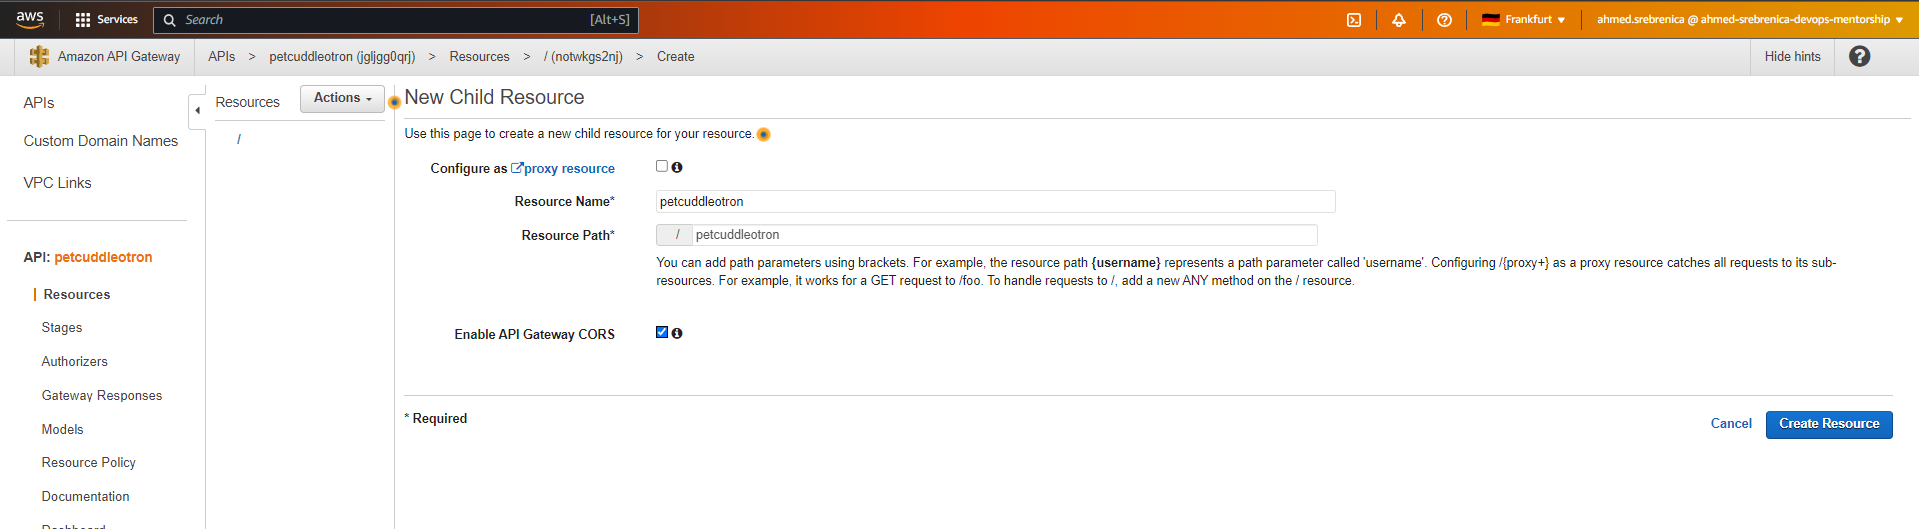 aws Services Search [Alt+S] Frankfurt ahmed.srebrenica @ ahmed-srebrenica-devops-mentorship
Amazon API Gateway APIs > petcuddleotron (jgljgg0qrj) > Resources > / (notwkgs2nj) > Create Hide hints ?
APIs
Custom Domain Names
VPC Links
API: petcuddleotron
Resources
Stages
Authorizers
Gateway Responses
Models
Resource Policy
Documentation
Dashboard
Resources Actions
/
New Child Resource
Use this page to create a new child resource for your resource.
Configure as proxy resource
Resource Name* petcuddleotron
Resource Path* / petcuddleotron
You can add path parameters using brackets. For example, the resource path {username} represents a path parameter called 'username'. Configuring /{proxy+} as a proxy resource catches all requests to its sub-
resources. For example, it works for a GET request to /foo. To handle requests to /, add a new ANY method on the / resource.
Enable API Gateway CORS
* Required
Cancel Create Resource